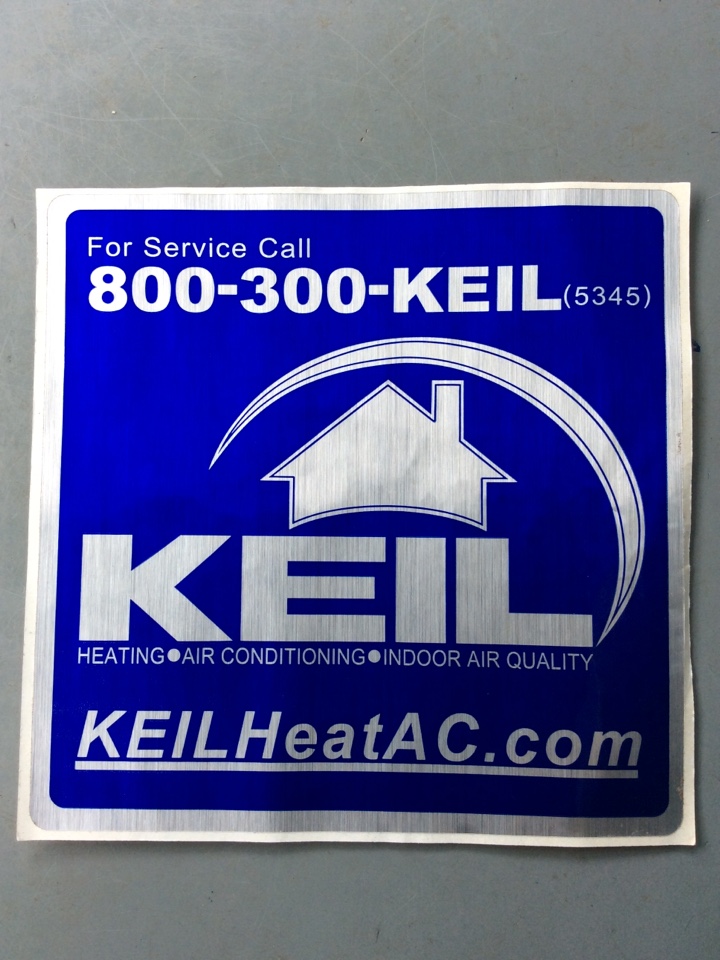 For Service Call
800-300-KEIL(5345)
KEIL
HEATING●AIR CONDITIONING●INDOOR AIR QUALITY
KEILHeatAC.com